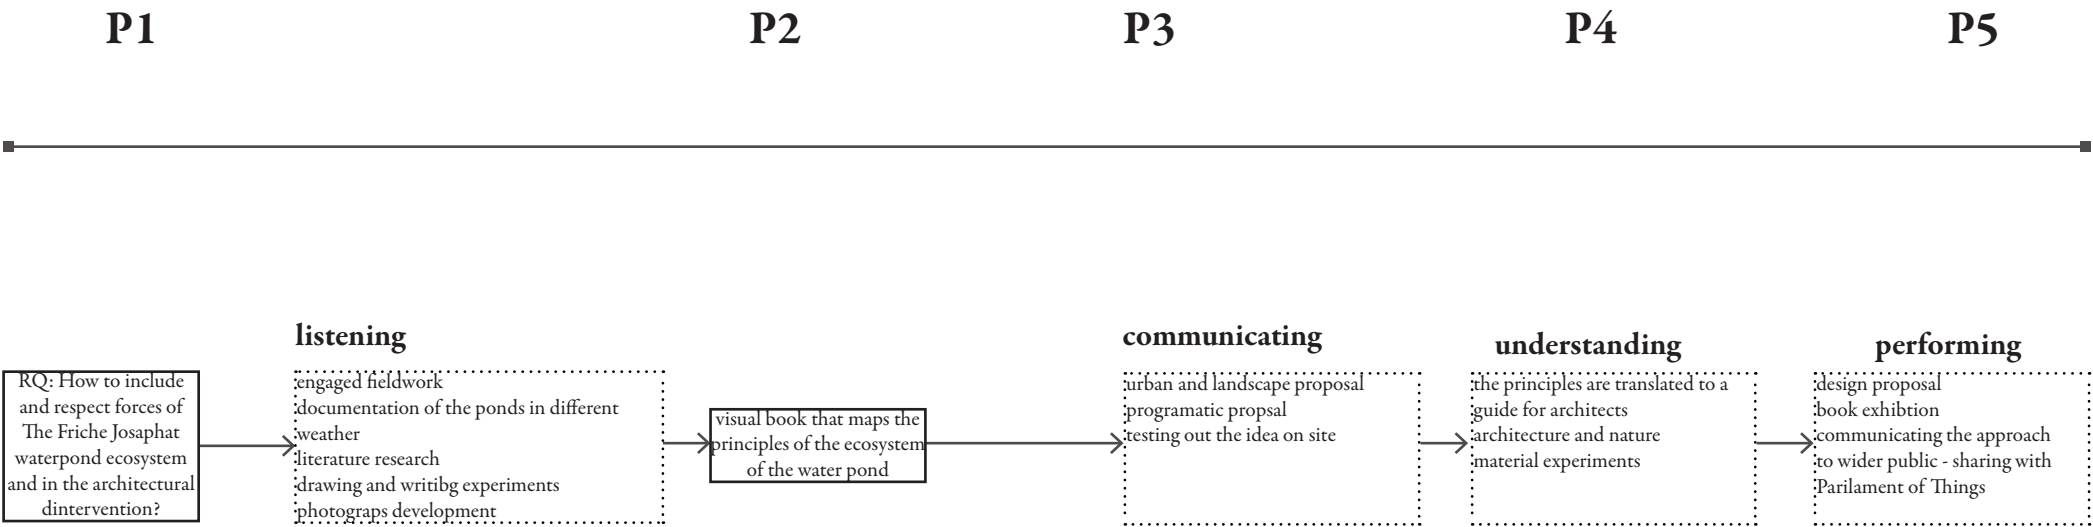 P1
P2
P3
P4
P5
listening
communicating
understanding
performing
RQ: How to include
and respect forces of
The Friche Josaphat
waterpond ecosystem
and in the architectural
dintervention?
engaged fieldwork
documentation of the ponds in different
weather
literature research
drawing and writibg experiments
photograps development
visual book that maps the
principles of the ecosystem
of the water pond
urban and landscape proposal
programatic propsal
testing out the idea on site
the principles are translated to a
guide for architects
architecture and nature
material experiments
design proposal
book exhibtion
communicating the approach
to wider public - sharing with
Parilament of Things